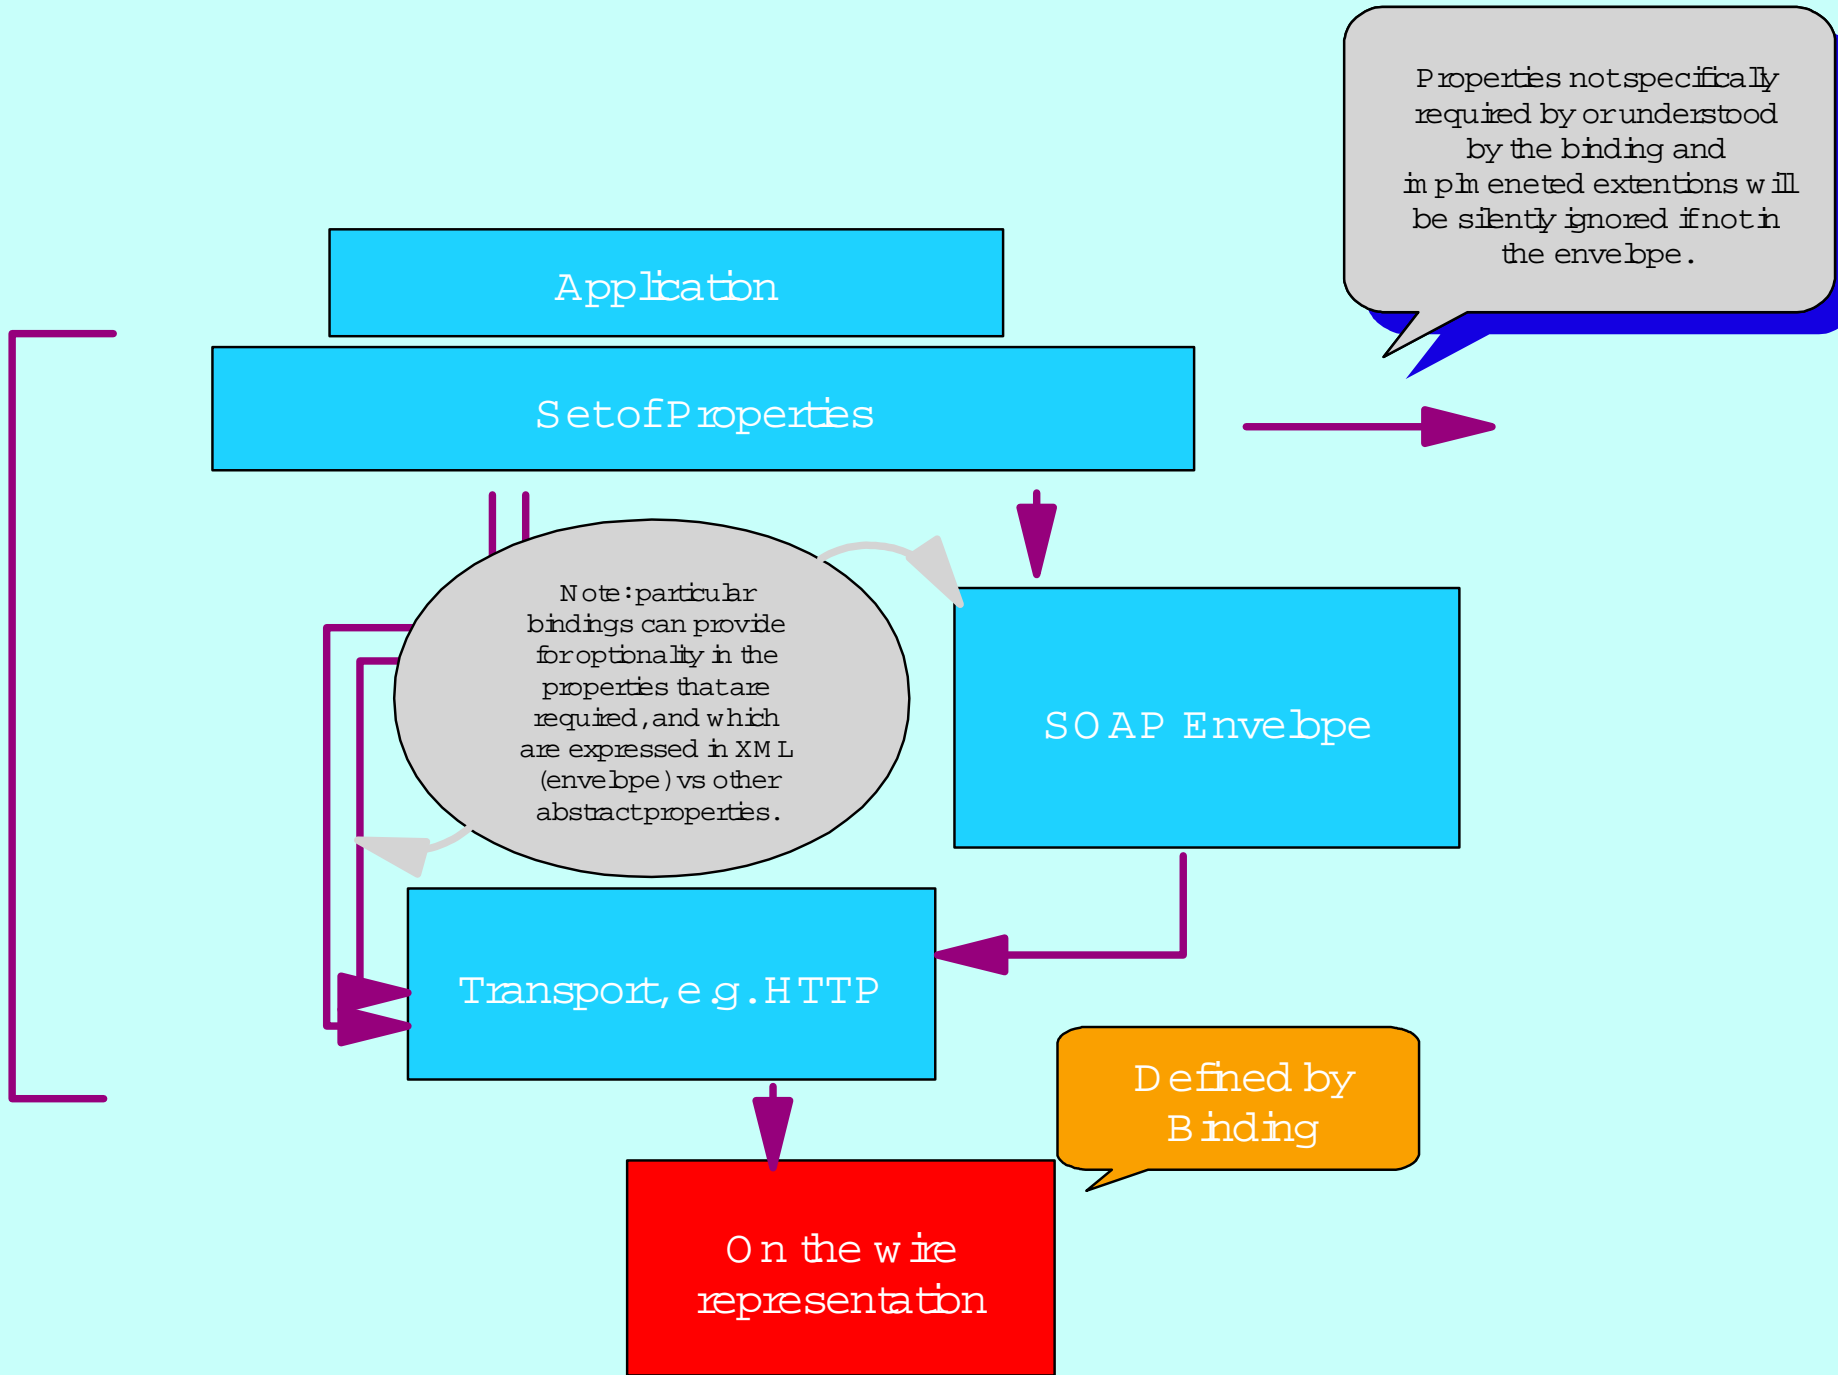 Properties not specifically
required by or understood
by the binding and
implmeneted extentions will
be silently ignored if not in
the envelope.
Application
Set of Properties
Note: particular
bindings can provide
for optionality in the
properties that are
required, and which
are expressed in XML
(envelope) vs other
abstract properties.
SOAP Envelope
Transport, e.g. HTTP
Defined by
Binding
On the wire
representation